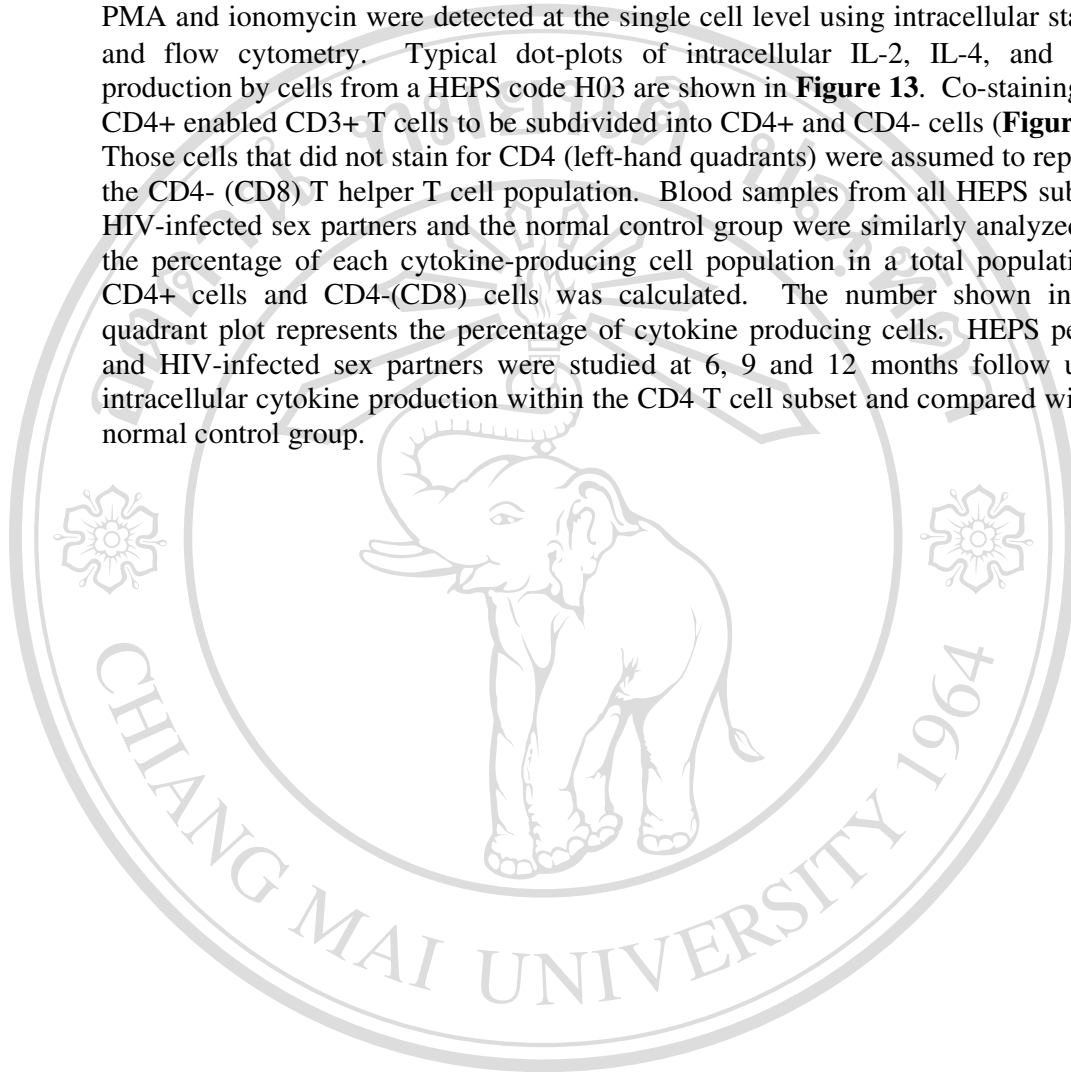 PMA and ionomycin were detected at the single cell level using intracellular sta
and flow cytometry. Typical dot-plots of intracellular IL-2, IL-4, and
production by cells from a HEPS code H03 are shown in Figure 13. Co-staining
CD4+ enabled CD3+ T cells to be subdivided into CD4+ and CD4- cells (Figur
Those cells that did not stain for CD4 (left-hand quadrants) were assumed to rep
the CD4- (CD8) T helper T cell population. Blood samples from all HEPS sub
HIV-infected sex partners and the normal control group were similarly analyzed
the percentage of each cytokine-producing cell population in a total populati
CD4+ cells and CD4-(CD8) cells was calculated. The number shown in
quadrant plot represents the percentage of cytokine producing cells. HEPS pe
and HIV-infected sex partners were studied at 6, 9 and 12 months follow u
intracellular cytokine production within the CD4 T cell subset and compared wi
normal control group.
CHIANG MAI UNIVERSITY 1964